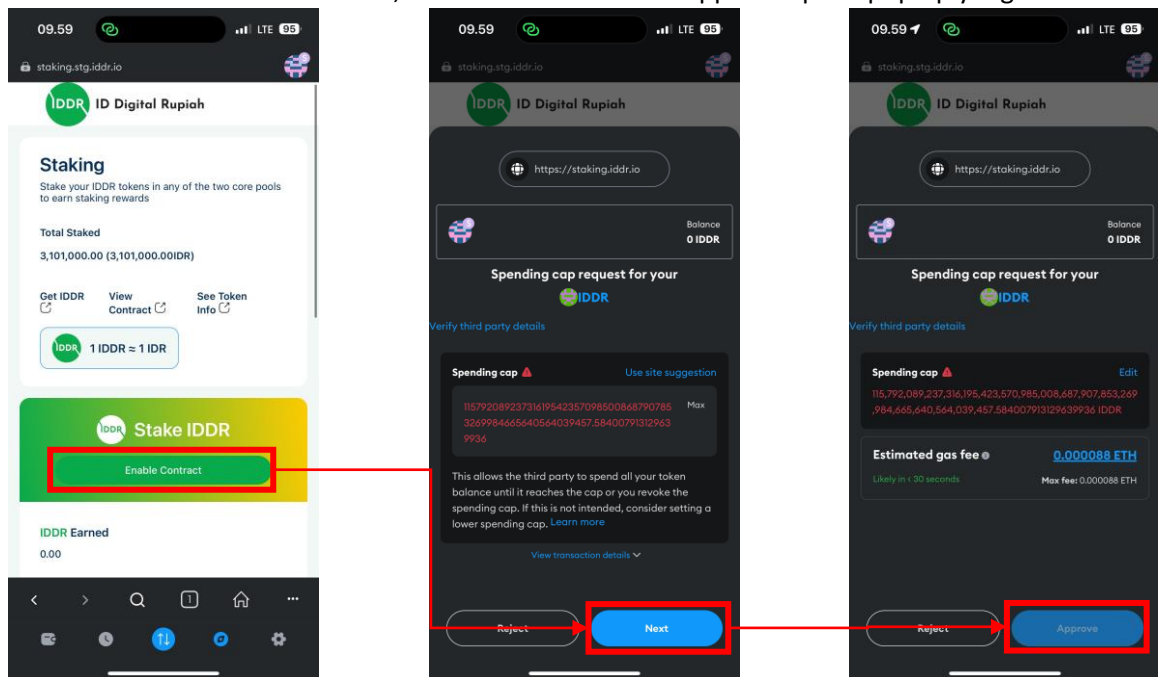 09.59
LTE 95
staking.stg.iddr.io
IDDR ID Digital Rupiah
Staking
Stake your IDDR tokens in any of the two core pools
to earn staking rewards
Total Staked
3,101,000.00 (3,101,000.00IDR)
Get IDDR View Contract See Token Info
IDDR 1 IDDR ≈ 1 IDR
IDDR Stake IDDR
Enable Contract
IDDR Earned
0.00
1
09.59
LTE 95
staking.stg.iddr.io
IDDR ID Digital Rupiah
https://staking.iddr.io
Balance
0 IDDR
Spending cap request for your
IDDR
Verify third party details
Spending cap Use site suggestion
11579208923731619542357098500868790785 Max
3269984665640564039457.58400791312963
9936
This allows the third party to spend all your token
balance until it reaches the cap or you revoke the
spending cap. If this is not intended, consider setting a
lower spending cap. Learn more
View transaction details
Reject Next
09.59
LTE 95
staking.stg.iddr.io
IDDR ID Digital Rupiah
https://staking.iddr.io
Balance
0 IDDR
Spending cap request for your
IDDR
Verify third party details
Spending cap Edit
115,792,089,237,316,195,423,570,985,008,687,907,853,269
,984,665,640,564,039,457.584007913129639936 IDDR
Estimated gas fee 0.000088 ETH
Likely in < 30 seconds Max fee: 0.000088 ETH
Reject Approve